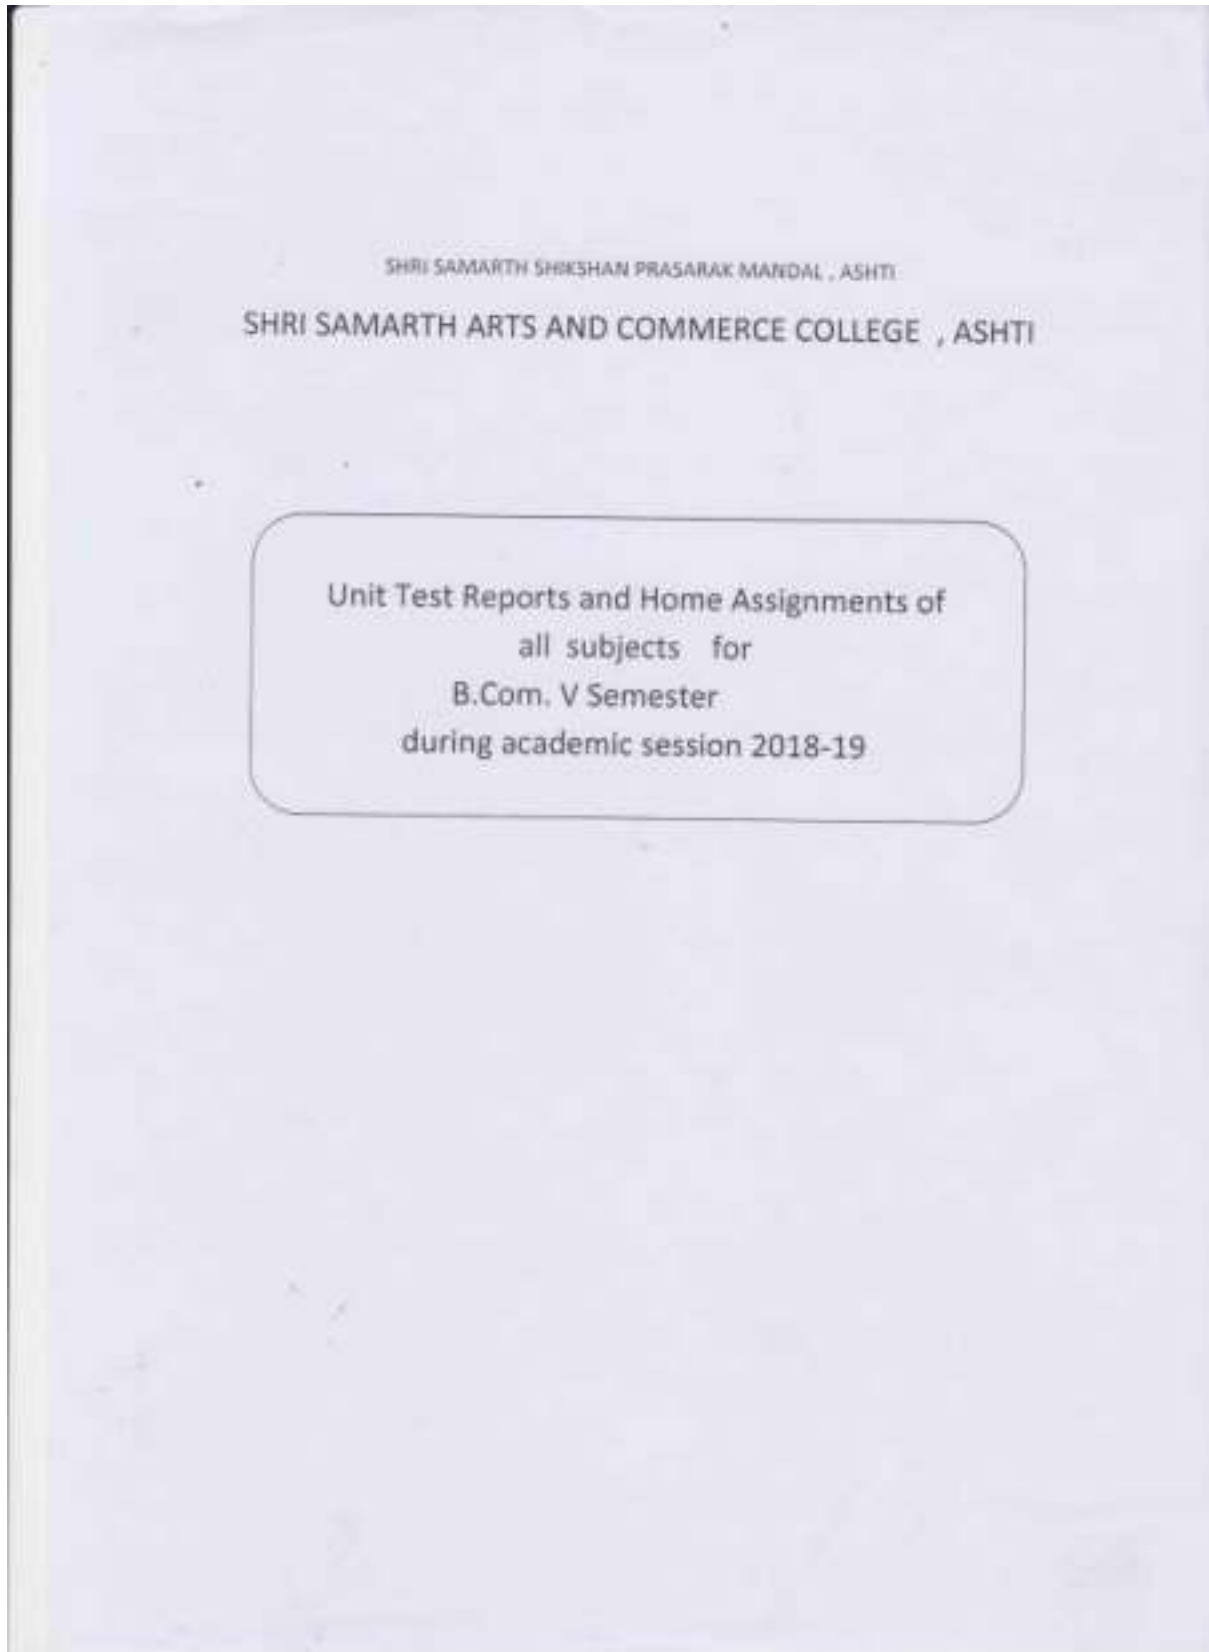 SHRI SAMARTH SHIKSHAN PRASARAK MANDAL , ASHTI
SHRI SAMARTH ARTS AND COMMERCE COLLEGE , ASHTI
Unit Test Reports and Home Assignments of
all subjects for
B.Com. V Semester
during academic session 2018-19